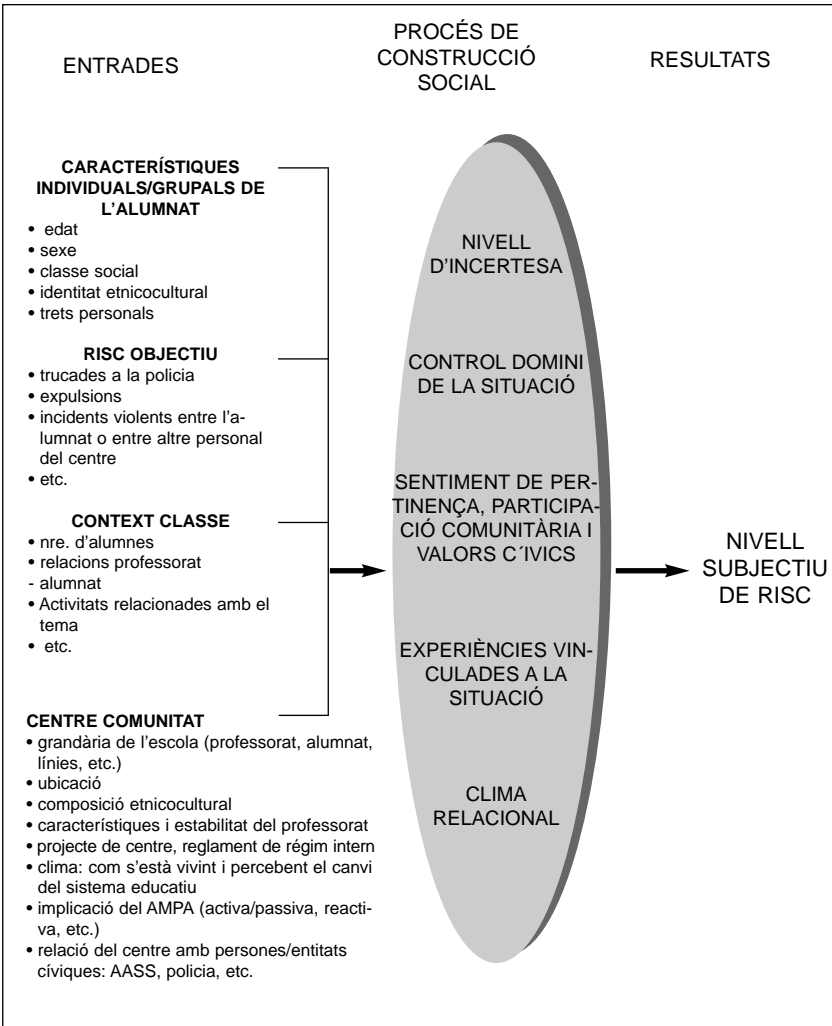 ENTRADES
PROCÉS DE
CONSTRUCCIÓ
SOCIAL
RESULTATS
CARACTERÍSTIQUES
INDIVIDUALS/GRUPALS DE
L’ALUMNAT
• edat
• sexe
• classe social
• identitat etnicocultural
• trets personals
RISC OBJECTIU
• trucades a la policia
• expulsions
• incidents violents entre l’a-
lumnat o entre altre personal
del centre
• etc.
CONTEXT CLASSE
• nre. d’alumnes
• relacions professorat
- alumnat
• Activitats relacionades amb el
tema
• etc.
CENTRE COMUNITAT
• grandària de l’escola (professorat, alumnat,
línies, etc.)
• ubicació
• composició etnicocultural
• característiques i estabilitat del professorat
• projecte de centre, reglament de régim intern
• clima: com s’està vivint i percebent el canvi
del sistema educatiu
• implicació del AMPA (activa/passiva, reacti-
va, etc.)
• relació del centre amb persones/entitats
cíviques: AASS, policia, etc.
NIVELL
D’INCERTESA
CONTROL DOMINI
DE LA SITUACIÓ
SENTIMENT DE PER-
TINENÇA, PARTICIPA-
CIÓ COMUNITÀRIA I
VALORS C´IVICS
EXPERIÈNCIES VIN-
CULADES A LA
SITUACIÓ
CLIMA
RELACIONAL
NIVELL
SUBJECTIU
DE RISC